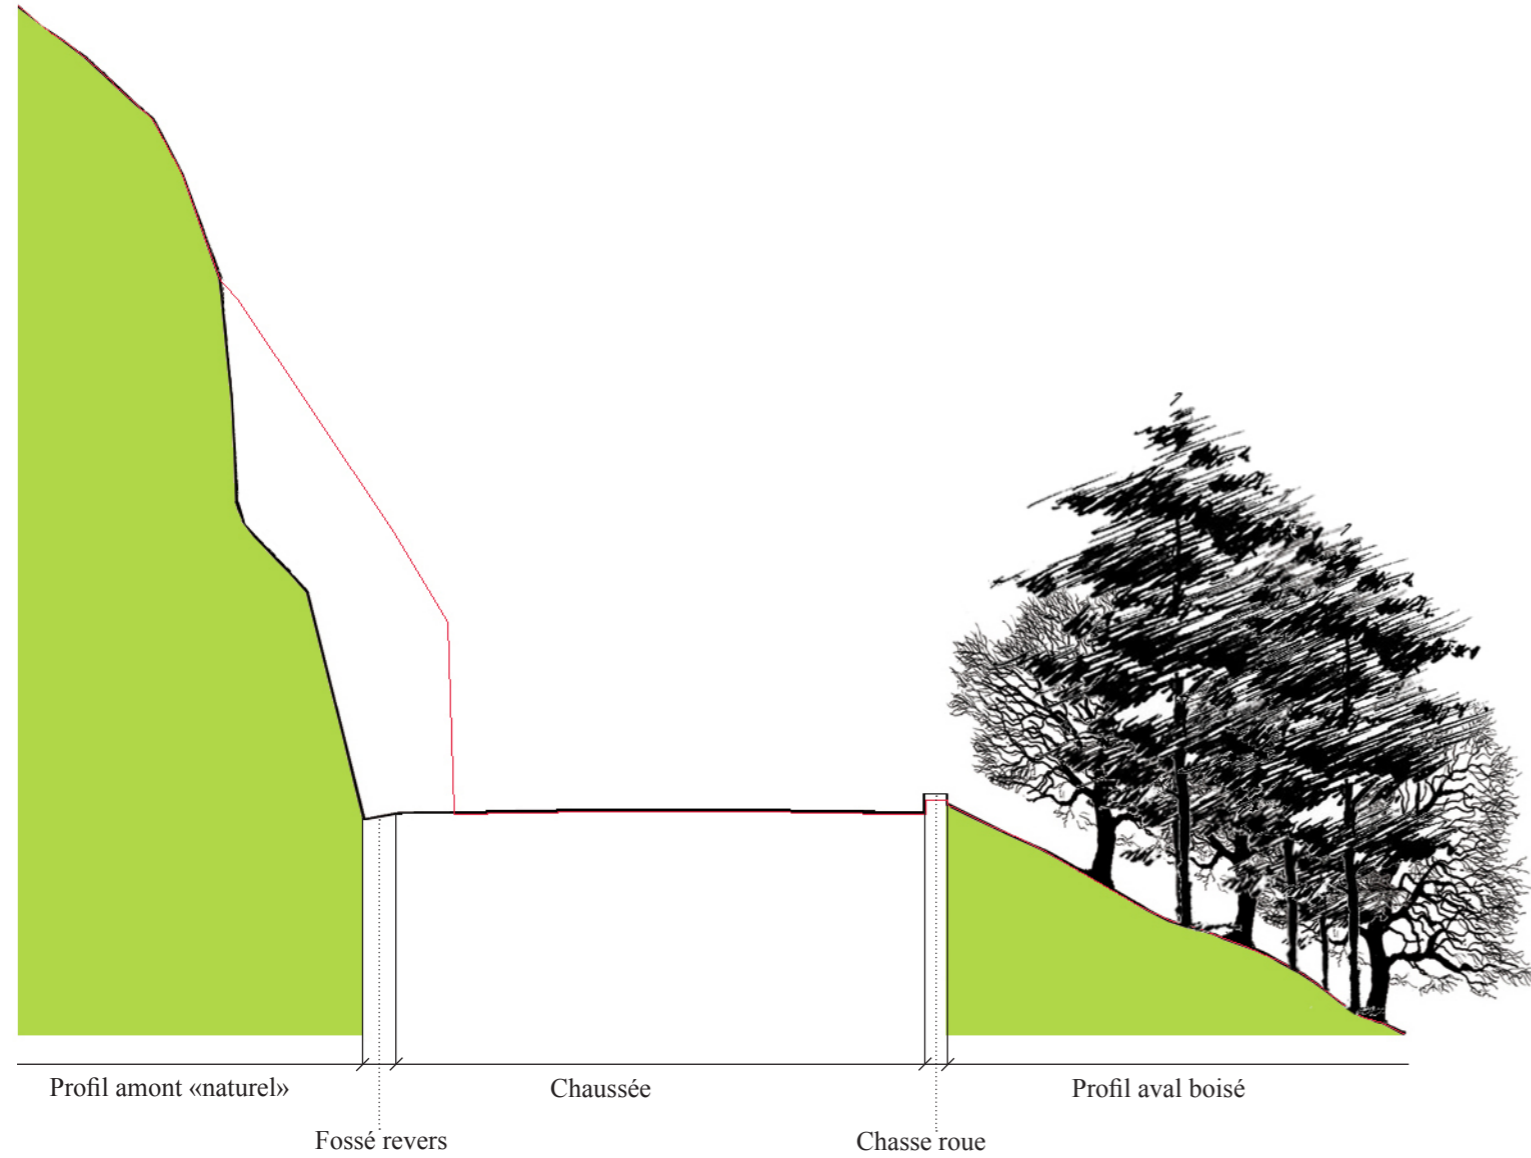 Profil amont «naturel»
Chaussée
Profil aval boisé
Fossé revers
Chasse roue